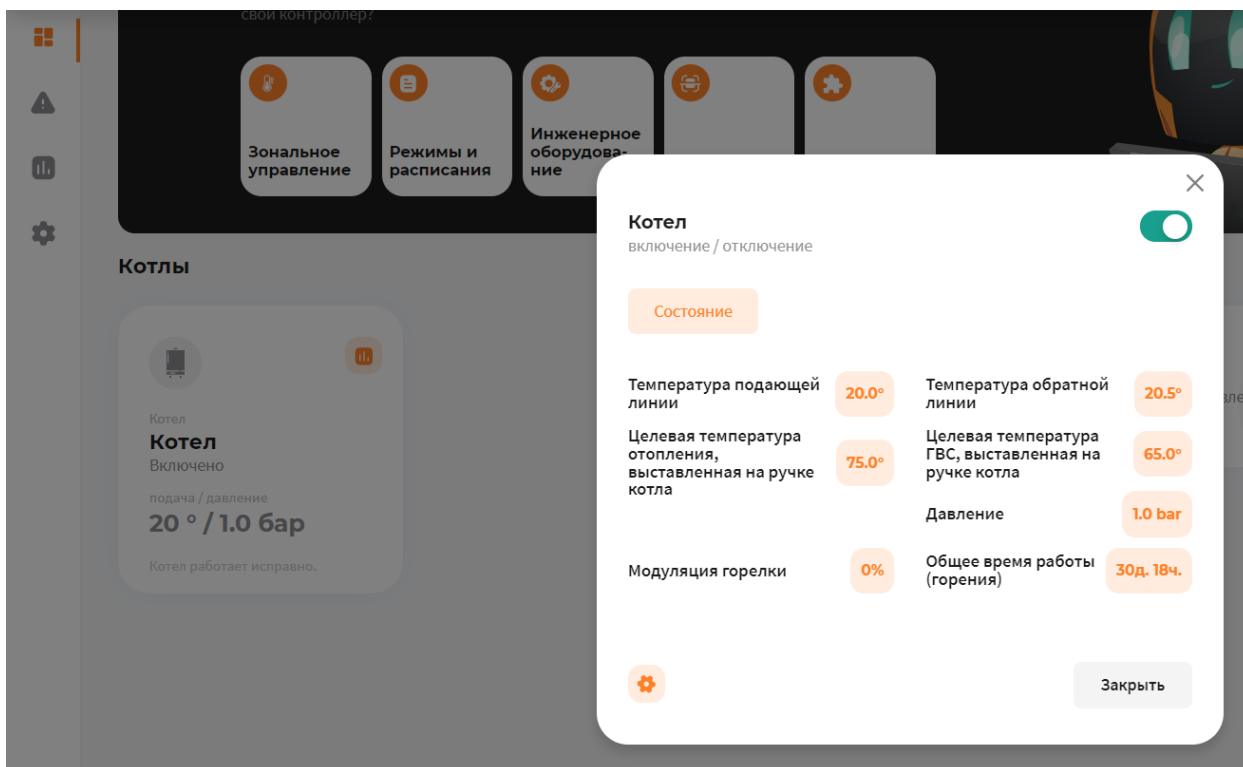 свой контроллер?
Зональное
управление
Режимы и
расписания
Инженерное
оборудова-
ние
Котлы
Котел
Котел
Включено
подача / давление
20 ° / 1.0 бар
Котел работает исправно.
Котел
включение / отключение
Состояние
Температура подающей
линии
20.0°
Температура обратной
линии
20.5°
Целевая температура
отопления,
выставленная на ручке
котла
75.0°
Целевая температура
ГВС, выставленная на
ручке котла
65.0°
Давление
1.0 bar
Модуляция горелки
0%
Общее время работы
(горения)
30д. 18ч.
Закрыть